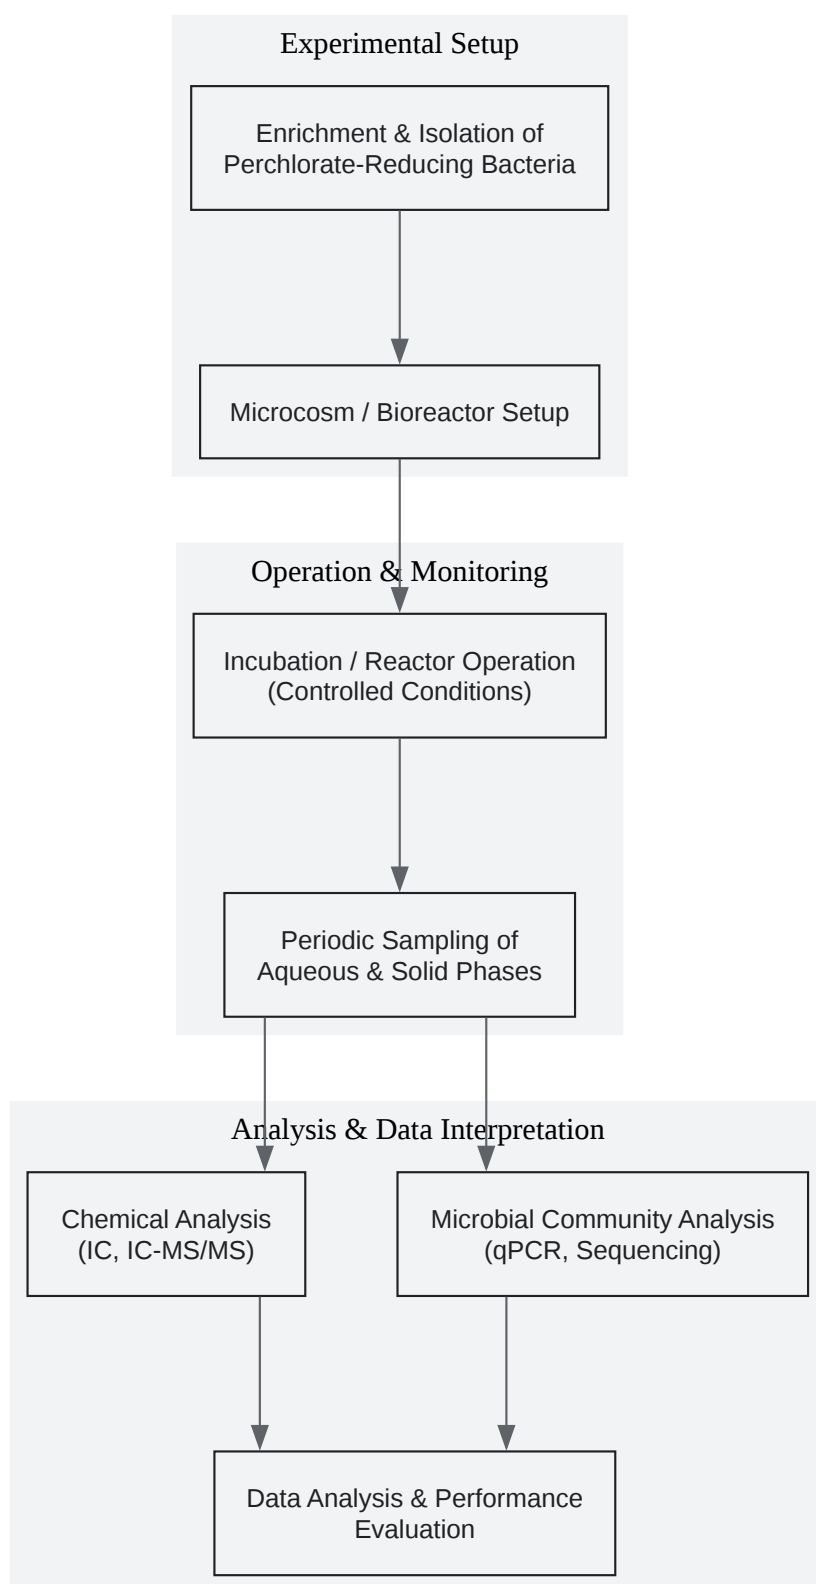 Experimental Setup
Enrichment & Isolation of
Perchlorate-Reducing Bacteria
Microcosm / Bioreactor Setup
Operation & Monitoring
Incubation / Reactor Operation
(Controlled Conditions)
Periodic Sampling of
Aqueous & Solid Phases
Analysis & Data Interpretation
Chemical Analysis
(IC, IC-MS/MS)
Microbial Community Analysis
(qPCR, Sequencing)
Data Analysis & Performance
Evaluation